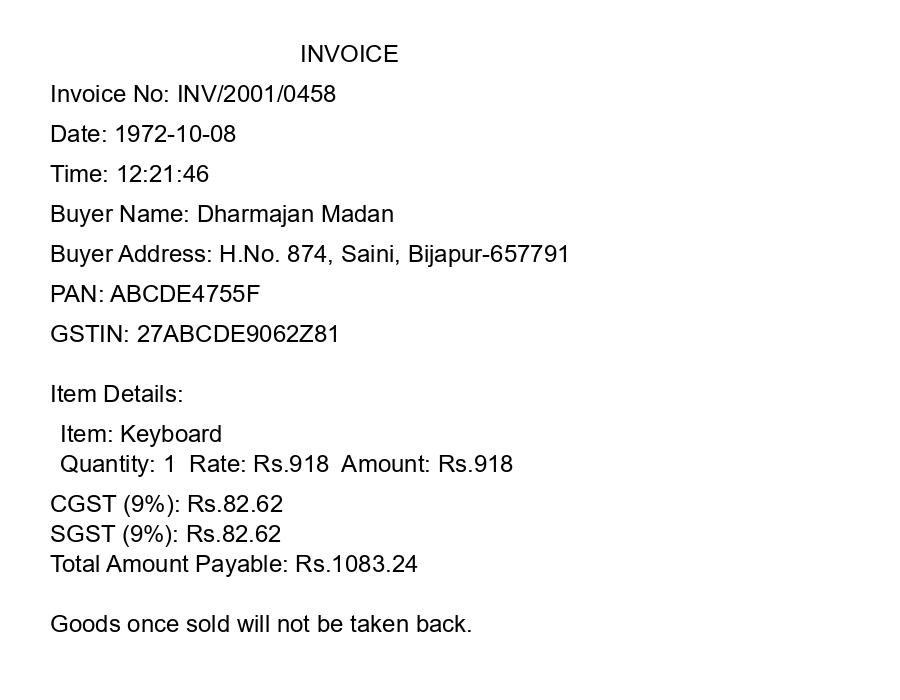 INVOICE
Invoice No: INV/2001/0458
Date: 1972-10-08
Time: 12:21:46
Buyer Name: Dharmajan Madan
Buyer Address: H.No. 874, Saini, Bijapur-657791
PAN: ABCDE4755F
GSTIN: 27ABCDE9062Z81
Item Details:
Item: Keyboard
Quantity: 1  Rate: Rs.918  Amount: Rs.918
CGST (9%): Rs.82.62
SGST (9%): Rs.82.62
Total Amount Payable: Rs.1083.24
Goods once sold will not be taken back.